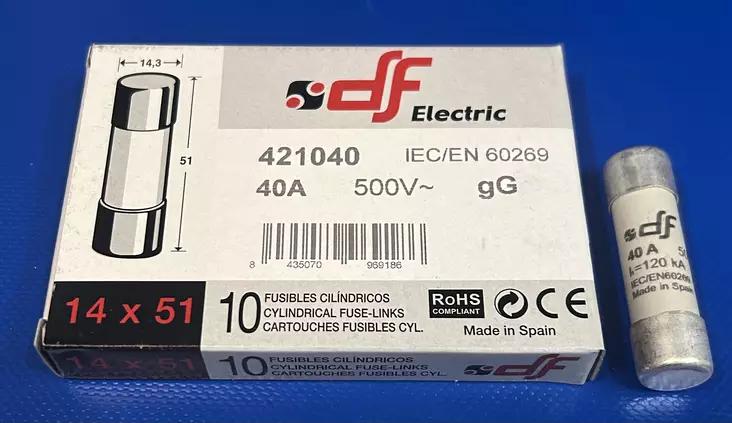 14,3
51
df
Electric
421040 IEC/EN 60269
40A 500V~ gG
8 435070 969186
14 x 51
10 FUSIBLES CILÍNDRICOS
CYLINDRICAL FUSE-LINKS
CARTOUCHES FUSIBLES CYL.
RoHS
COMPLIANT
CE
Made in Spain
14 x 51
10 FUSIBLES CILÍNDRICOS
CYLINDRICAL FUSE-LINKS
CARTOUCHES FUSIBLES CYL.
df
Electric
df
40 A
=120 kA
IEC/EN60269
Made in Spain